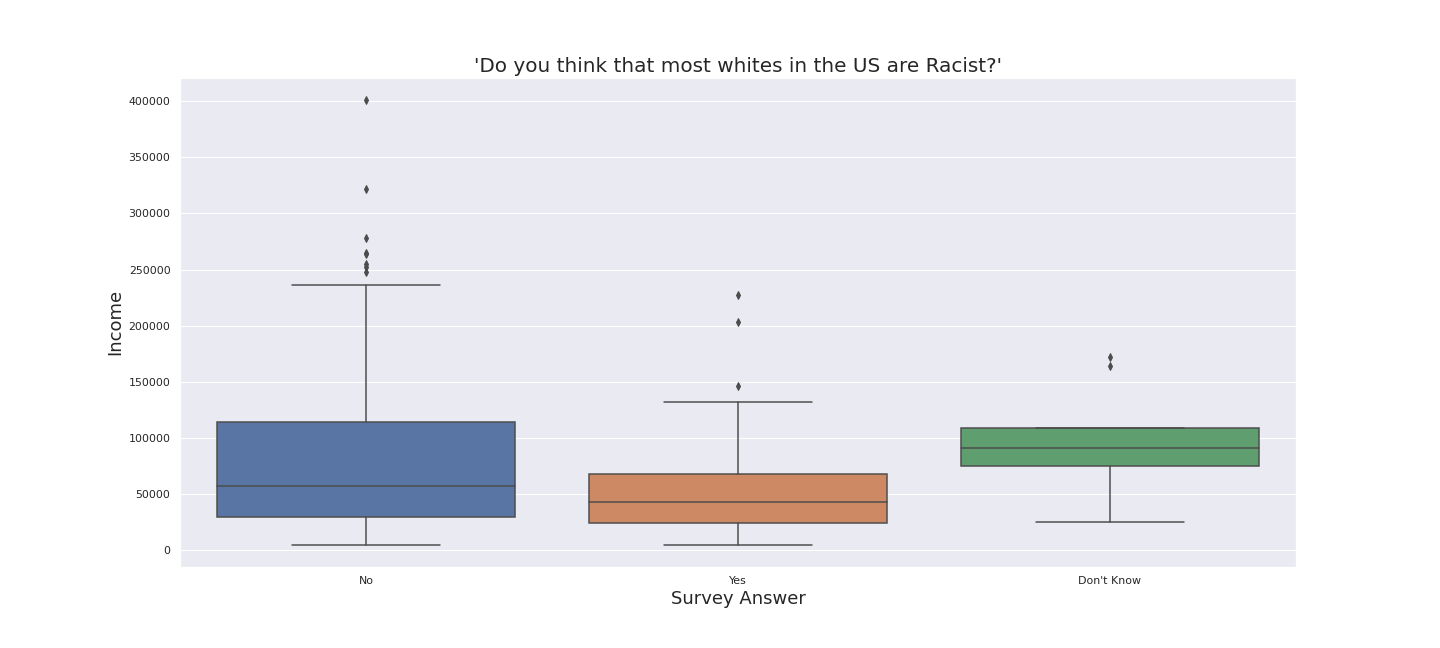 'Do you think that most whites in the US are Racist?'
400000
350000
300000
250000
200000
150000
100000
50000
0
Income
No
Yes
Don't Know
Survey Answer